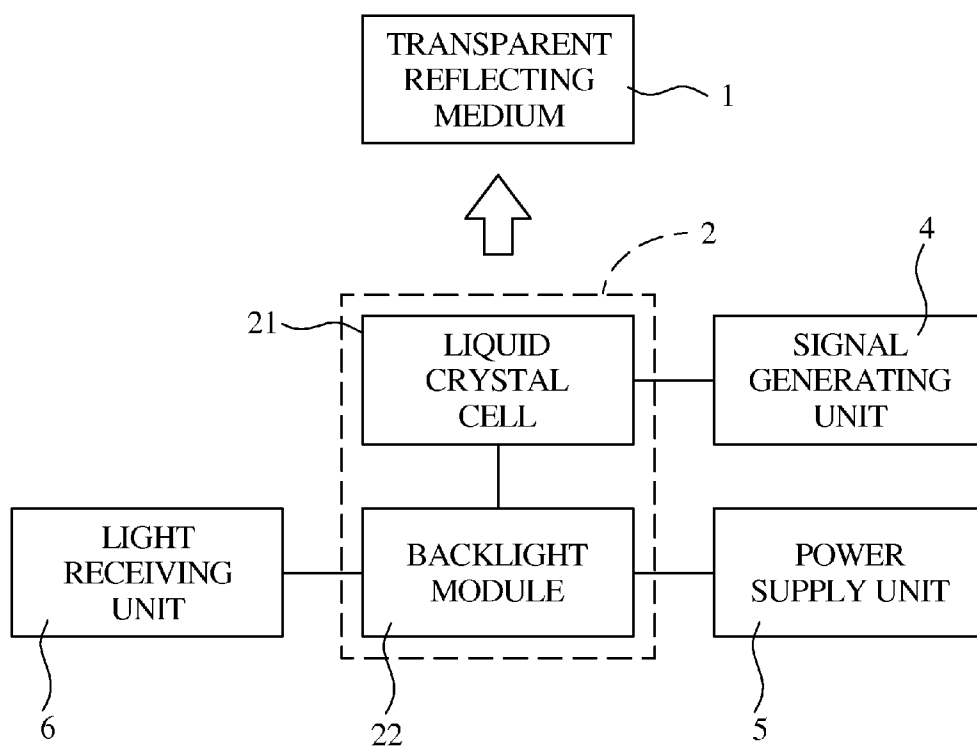 TRANSPARENT
REFLECTING
MEDIUM
1
2
4
21
LIQUID
CRYSTAL
CELL
SIGNAL
GENERATING
UNIT
LIGHT
RECEIVING
UNIT
BACKLIGHT
MODULE
POWER
SUPPLY UNIT
6
22
5